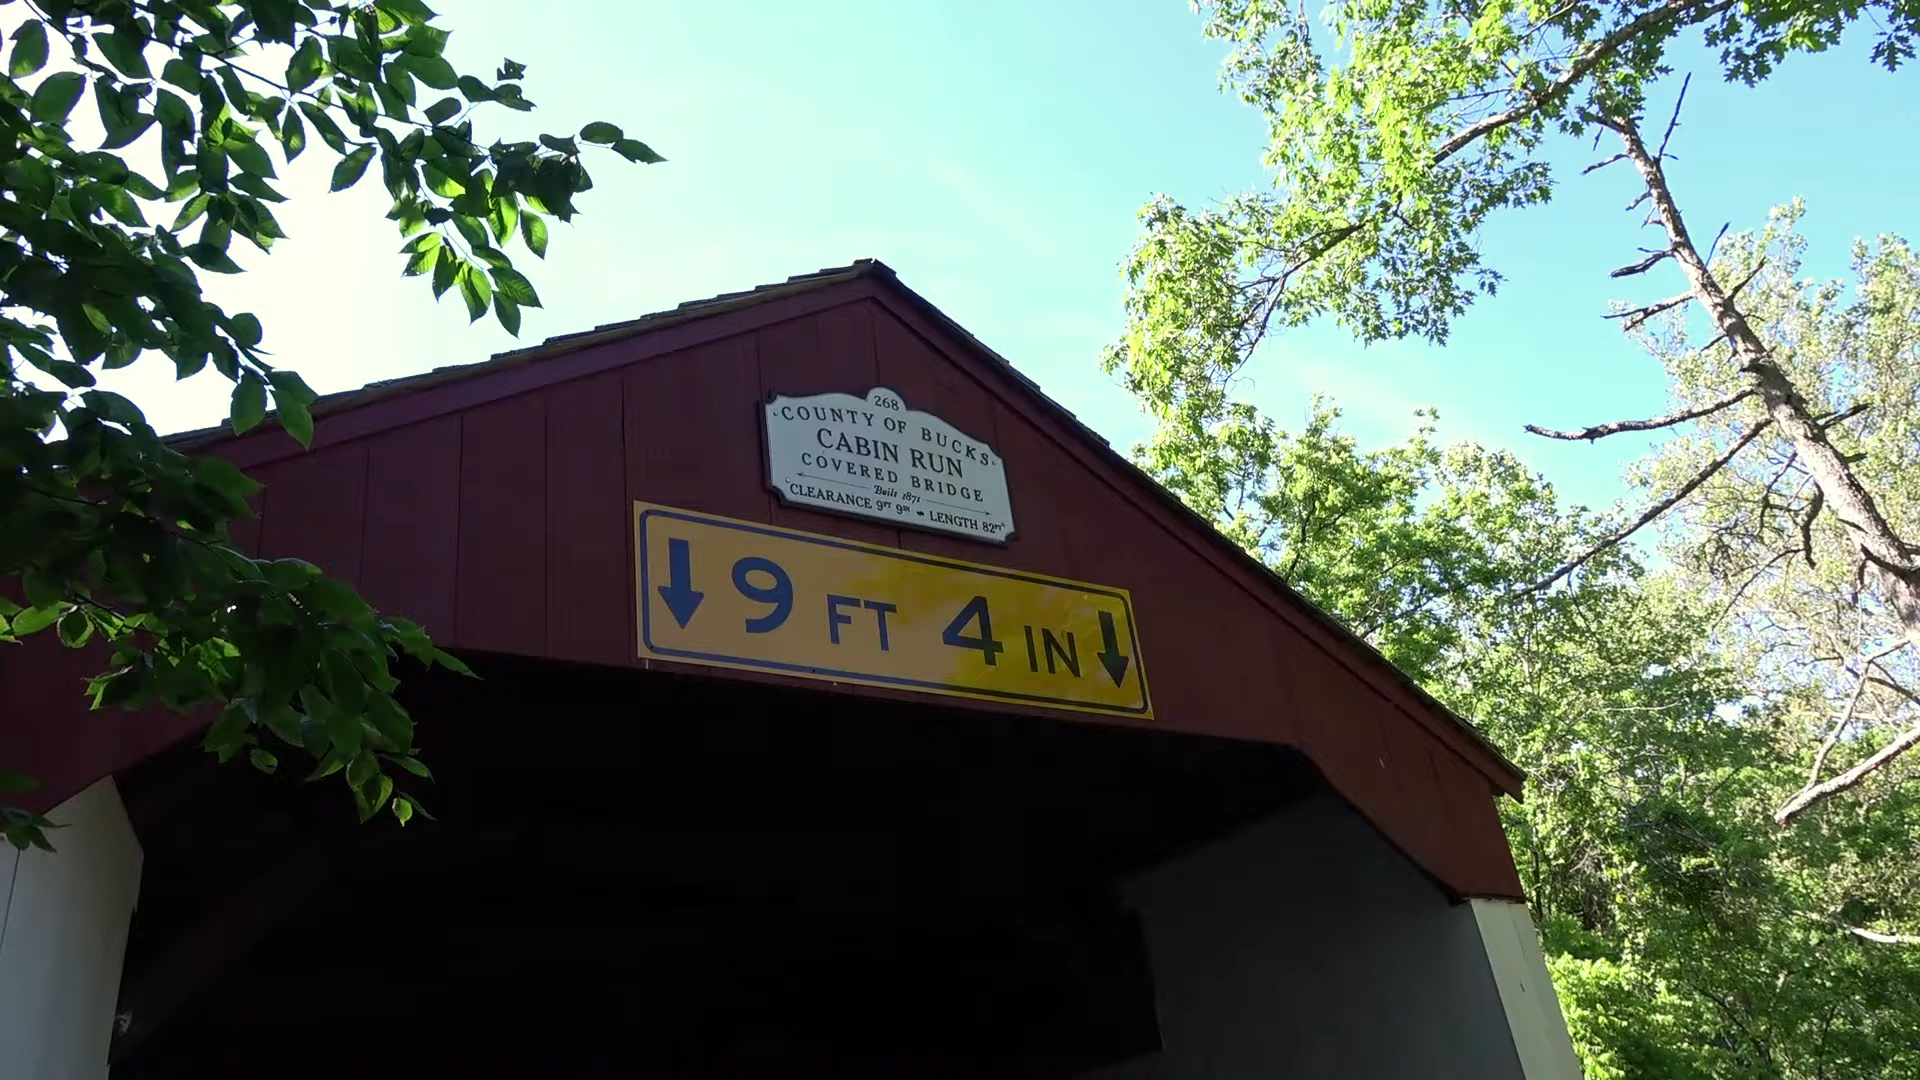 268
COUNTY OF BUCKS
CABIN RUN
COVERED BRIDGE
Built 1871
CLEARANCE 9FT 9IN ~ LENGTH 82FT
↓ 9 FT 4 IN ↓